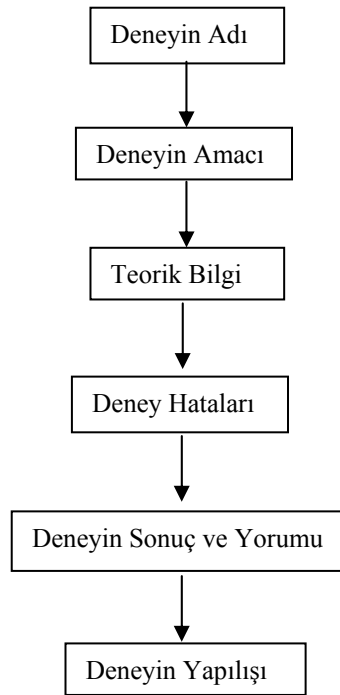 Deneyin Adı
Deneyin Amacı
Teorik Bilgi
Deney Hataları
Deneyin Sonuç ve Yorumu
Deneyin Yapılışı